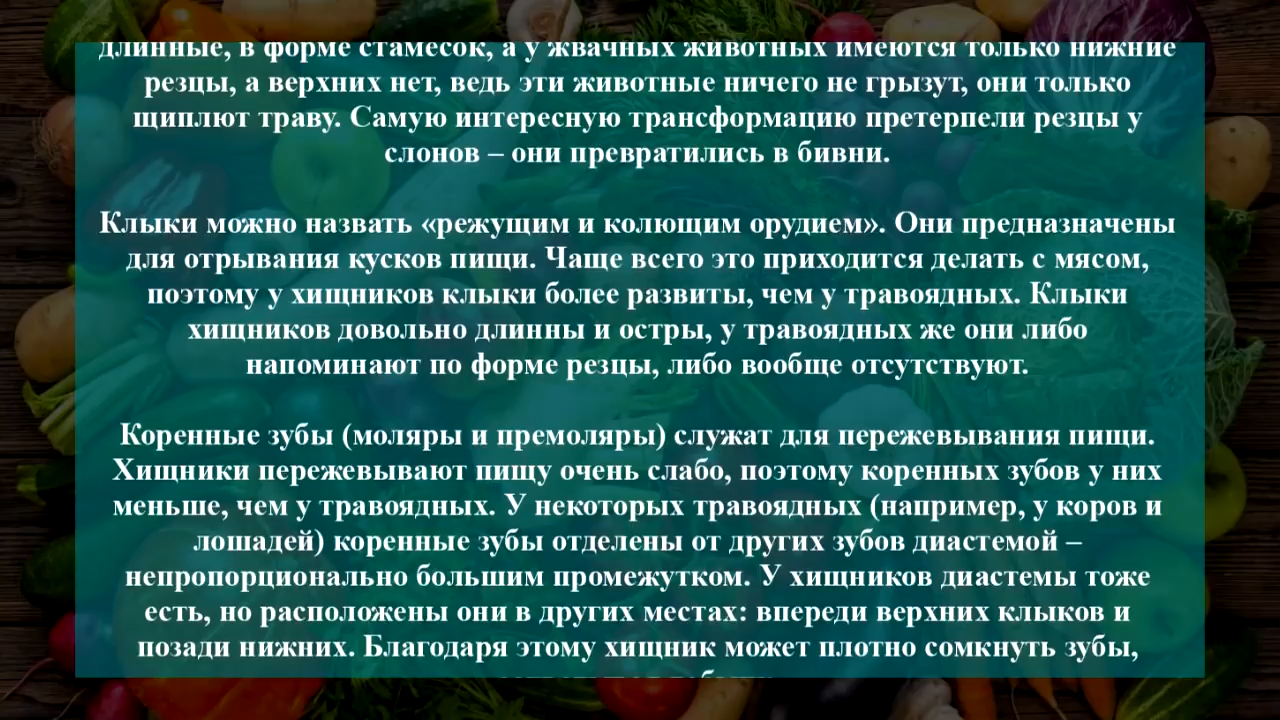 длинные, в форме стамесок, а у жвачных животных имеются только нижние
резцы, а верхних нет, ведь эти животные ничего не грызут, они только
щиплют траву. Самую интересную трансформацию претерпели резцы у
слонов – они превратились в бивни.
Клыки можно назвать «режущим и колющим орудием». Они предназначены
для отрывания кусков пищи. Чаще всего это приходится делать с мясом,
поэтому у хищников клыки более развиты, чем у травоядных. Клыки
хищников довольно длинны и остры, у травоядных же они либо
напоминают по форме резцы, либо вообще отсутствуют.
Коренные зубы (моляры и премоляры) служат для пережевывания пищи.
Хищники пережевывают пищу очень слабо, поэтому коренных зубов у них
меньше, чем у травоядных. У некоторых травоядных (например, у коров и
лошадей) коренные зубы отделены от других зубов диастемой –
непропорционально большим промежутком. У хищников диастемы тоже
есть, но расположены они в других местах: впереди верхних клыков и
позади нижних. Благодаря этому хищник может плотно сомкнуть зубы,